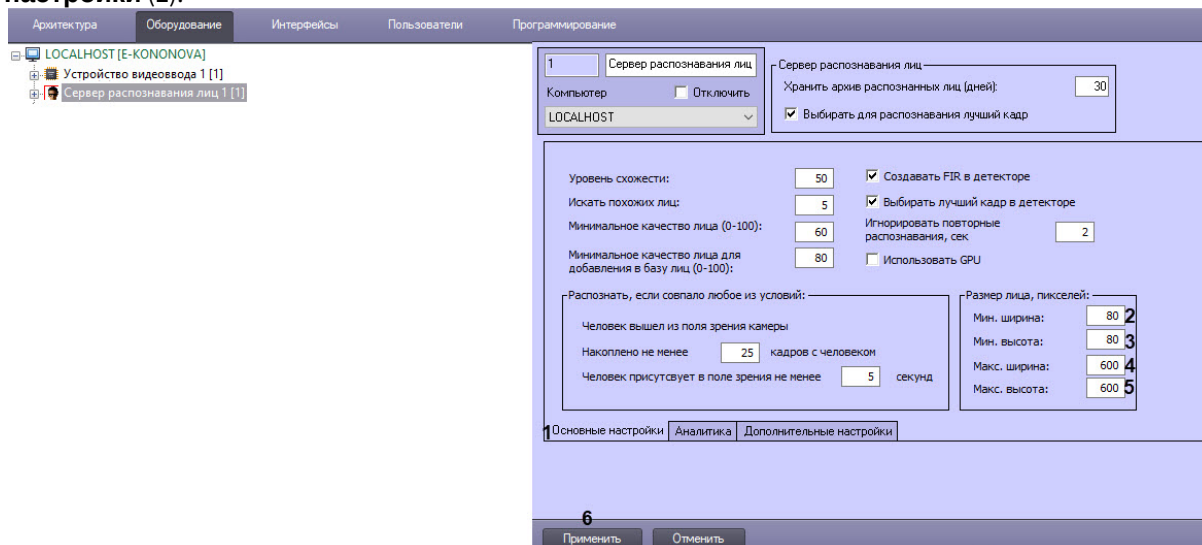 настройки (2).
Архитектура Оборудование Интерфейсы Пользователи Программирование
LOCALHOST [E-KONONOVA]
Устройство видеоввода 1 [1]
Сервер распознавания лиц 1 [1]
1 Сервер распознавания лиц
Компьютер Отключить
LOCALHOST
Сервер распознавания лиц
Хранить архив распознанных лиц (дней): 30
Выбирать для распознавания лучший кадр
Уровень схожести: 50 Создавать FIR в детекторе
Искать похожих лиц: 5 Выбирать лучший кадр в детекторе
Минимальное качество лица (0-100): 60 Игнорировать повторные
распознавания, сек 2
Минимальное качество лица для
добавления в базу лиц (0-100): 80 Использовать GPU
Распознать, если совпало любое из условий:
Человек вышел из поля зрения камеры
Накоплено не менее 25 кадров с человеком
Человек присутсвует в поле зрения не менее 5 секунд
Размер лица, пикселей:
Мин. ширина: 80 2
Мин. высота: 80 3
Макс. ширина: 600 4
Макс. высота: 600 5
1 Основные настройки Аналитика Дополнительные настройки
6
Применить Отменить